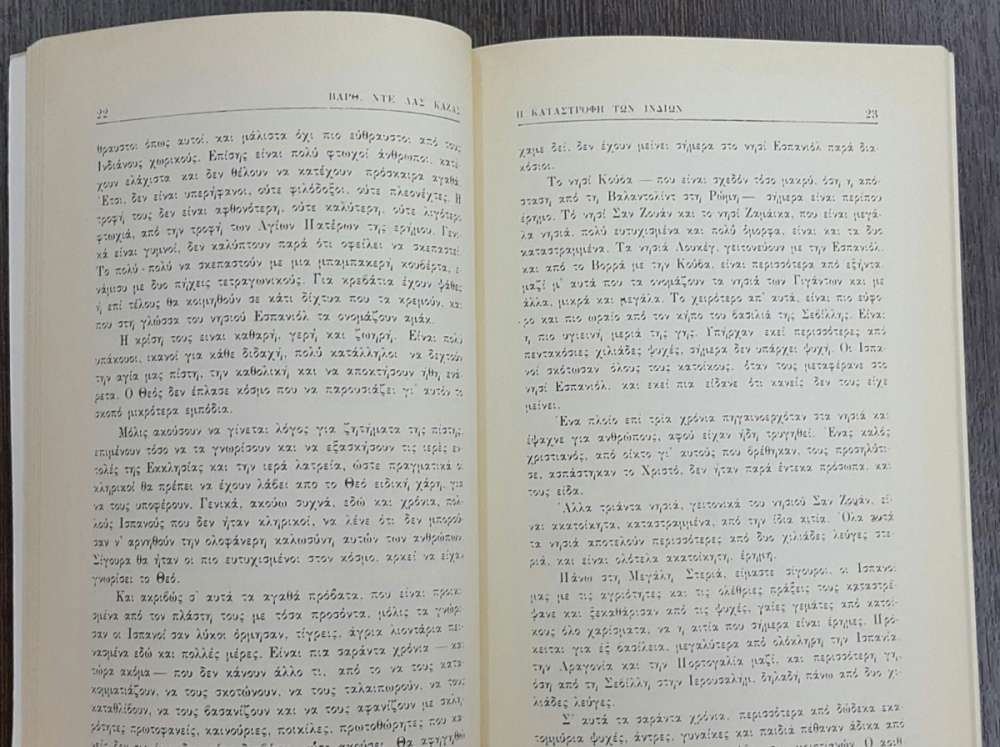 22 ΒΑΡΘ. ΝΤΕ ΛΑΣ ΚΑΖΑΣ
θραυστοι όπως αυτοί, και μάλιστα όχι πιο εύθραυστοι από τους
Ινδιάνους χωρικούς. Επίσης είναι πολύ φτωχοί άνθρωποι, κατέ-
χουν ελάχιστα και δεν θέλουν να κατέχουν πρόσκαιρα αγαθά.
Έτσι, δεν είναι υπερήφανοι, ούτε φιλόδοξοι, ούτε πλεονέχτες. Η
τροφή τους δεν είναι αφθονότερη, ούτε καλύτερη, ούτε λιγότερο
φτωχιά, από την τροφή των Αγίων Πατέρων της ερήμου. Γενι-
κά είναι γυμνοί, δεν καλύπτουν παρά ότι οφείλει να σκεπαστεί.
Το πολύ-πολύ να σκεπαστούν με μια μπαμπακερή κουβέρτα, ε-
νάμισυ με δυο πήχεις τετραγωνικούς. Για κρεβάτια έχουν ψάθες
ή επί τέλους θα κοιμηθούν σε κάτι δίχτυα που τα κρεμούν, και
που στη γλώσσα του νησιού Εσπανιόλ τα ονομάζουν αμάκ.
Η κρίση τους ειναι καθαρή, γερή και ζωηρή. Είναι πολύ
υπάκουοι, ικανοί για κάθε διδαχή, πολύ κατάλληλοι να δεχτούν
την αγία μας πίστη, την καθολική και να αποκτήσουν ήθη ενά-
ρετα. Ο Θεός δεν έπλασε κόσμο που να παρουσιάζει γι' αυτόν το
σκοπό μικρότερα εμπόδια.
Μόλις ακούσουν να γίνεται λόγος για ζητήματα της πίστης,
επιμένουν τόσο να τα γνωρίσουν και να εξασκήσουν τις ιερές εν-
τολές της Εκκλησίας και την ιερά λατρεία, ώστε πραγματικά οι
κληρικοί θα πρέπει να έχουν λάβει απο το Θεό ειδική χάρη, για
να τους υποφέρουν. Γενικά, ακούω συχνά, εδώ και χρόνια, πολ-
λούς Ισπανούς που δεν ήταν κληρικοί, να λένε ότι δεν μπορού-
σαν ν' αρνηθούν την ολοφάνερη καλωσύνη αυτών των ανθρώπων.
Σίγουρα θα ήταν οι πιο ευτυχισμένοι στον κόσμο, αρκεί να είχαν
γνωρίσει το Θεό.
Και ακριβώς σ' αυτά τα αγαθά πρόβατα, που είναι προικι-
σμένα από τον πλάστη τους με τόσα προσόντα, μόλις τα γνώρι-
σαν οι Ισπανοί σαν λύκοι όρμησαν, τίγρεις, άγρια λιοντάρια πει-
νασμένα εδώ και πολλές μέρες. Είναι πια σαράντα χρόνια — και
τώρα ακόμα — που δεν κάνουν άλλο τι, από το να τους κατα-
κομματιάζουν, να τους σκοτώνουν, να τους ταλαιπωρούν, να τους
καταθλίβουν, να τους βασανίζουν και να τους αφανίζουν με σκλη-
ρότητες πρωτοφανείς, καινούριες, ποικίλες, πρωτοθώρητες που κα-
Θα αφηγηθώ
Η ΚΑΤΑΣΤΡΟΦΗ ΤΩΝ ΙΝΔΙΩΝ 23
χαμε δεί, δεν έχουν μείνει σήμερα στο νησί Εσπανιόλ παρά δια-
κόσιοι.
Το νησί Κούβα — που είναι σχεδόν τόσο μακρύ, όση η από-
σταση από τη Βαλαντολίντ στη Ρώμη — σήμερα είναι περίπου
έρημο. Τό νησί Σαν Ζουάν και το νησί Ζαμάικα, που είναι μεγά-
λα νησιά, πολύ ευτυχισμένα και πολύ όμορφα, είναι και τα δυο
καταστραμμένα. Τα νησιά Λουκέγ, γειτονεύουν με την Εσπανιόλ,
και από το Βορρά με την Κούβα, είναι περισσότερα από εξήντα,
μαζί μ' αυτά που τα ονομάζουν τα νησιά των Γιγάντων και με
άλλα, μικρά και μεγάλα. Το χειρότερο απ' αυτά, είναι πιο εύφο-
ρο και πιο ωραίο από τον κήπο του βασιλιά της Σεβίλλης. Είναι
η πιο υγιεινή μεριά της γης. Υπήρχαν εκεί περισσότερες από
πεντακόσιες χιλιάδες ψυχές, σήμερα δεν υπάρχει ψυχή. Οι Ισπα-
νοί σκότωσαν όλους τους κατοίκους, όταν τους μεταφέρανε στο
νησί Εσπανιόλ, και εκεί πια είδανε ότι κανείς δεν τους είχε
μείνει.
Ένα πλοίο επί τρία χρόνια πηγαινοερχόταν στα νησιά και
έψαχνε για ανθρώπους, αφού είχαν ήδη τρυγηθεί. Ένας καλός
χριστιανός, από οίκτο γι' αυτούς που βρέθηκαν, τους προσηλύτι-
σε, ασπάστηκαν το Χριστό, δεν ήταν παρά έντεκα πρόσωπα, και
τους είδα.
Άλλα τριάντα νησιά, γειτονικά του νησιού Σαν Ζουάν, εί-
ναι ακατοίκητα, καταστραμμένα, από την ίδια αιτία. Όλα αυτά
τα νησιά αποτελούν περισσότερες από δυο χιλιάδες λεύγες στε-
ριά, και είναι ολότελα ακατοίκητη, έρημη.
Πάνω στη Μεγάλη Στεριά, είμαστε σίγουροι, οι Ισπανοί
μας με τις αγριότητες και τις ολέθριες πράξεις τους καταστρέ-
ψανε και ξεκαθάρισαν από τις ψυχές, γαίες γεμάτες από κατοί-
κους όλο χαρίσματα, να η αιτία που σήμερα είναι έρημες. Πρό-
κειται για έξ βασίλεια, μεγαλύτερα από ολόκληρη την Ισπανία,
την Αραγονία και την Πορτογαλία μαζί, και περισσότερη γη,
όση από τη Σεβίλλη στην Ιερουσαλήμ, δηλαδή πάνω από δυο χι-
λιάδες λεύγες.
Σ' αυτά τα σαράντα χρόνια, περισσότερα από δώδεκα εκα-
τομμύρια ψυχές, άντρες, γυναίκες και παιδιά πέθαναν άδικα από